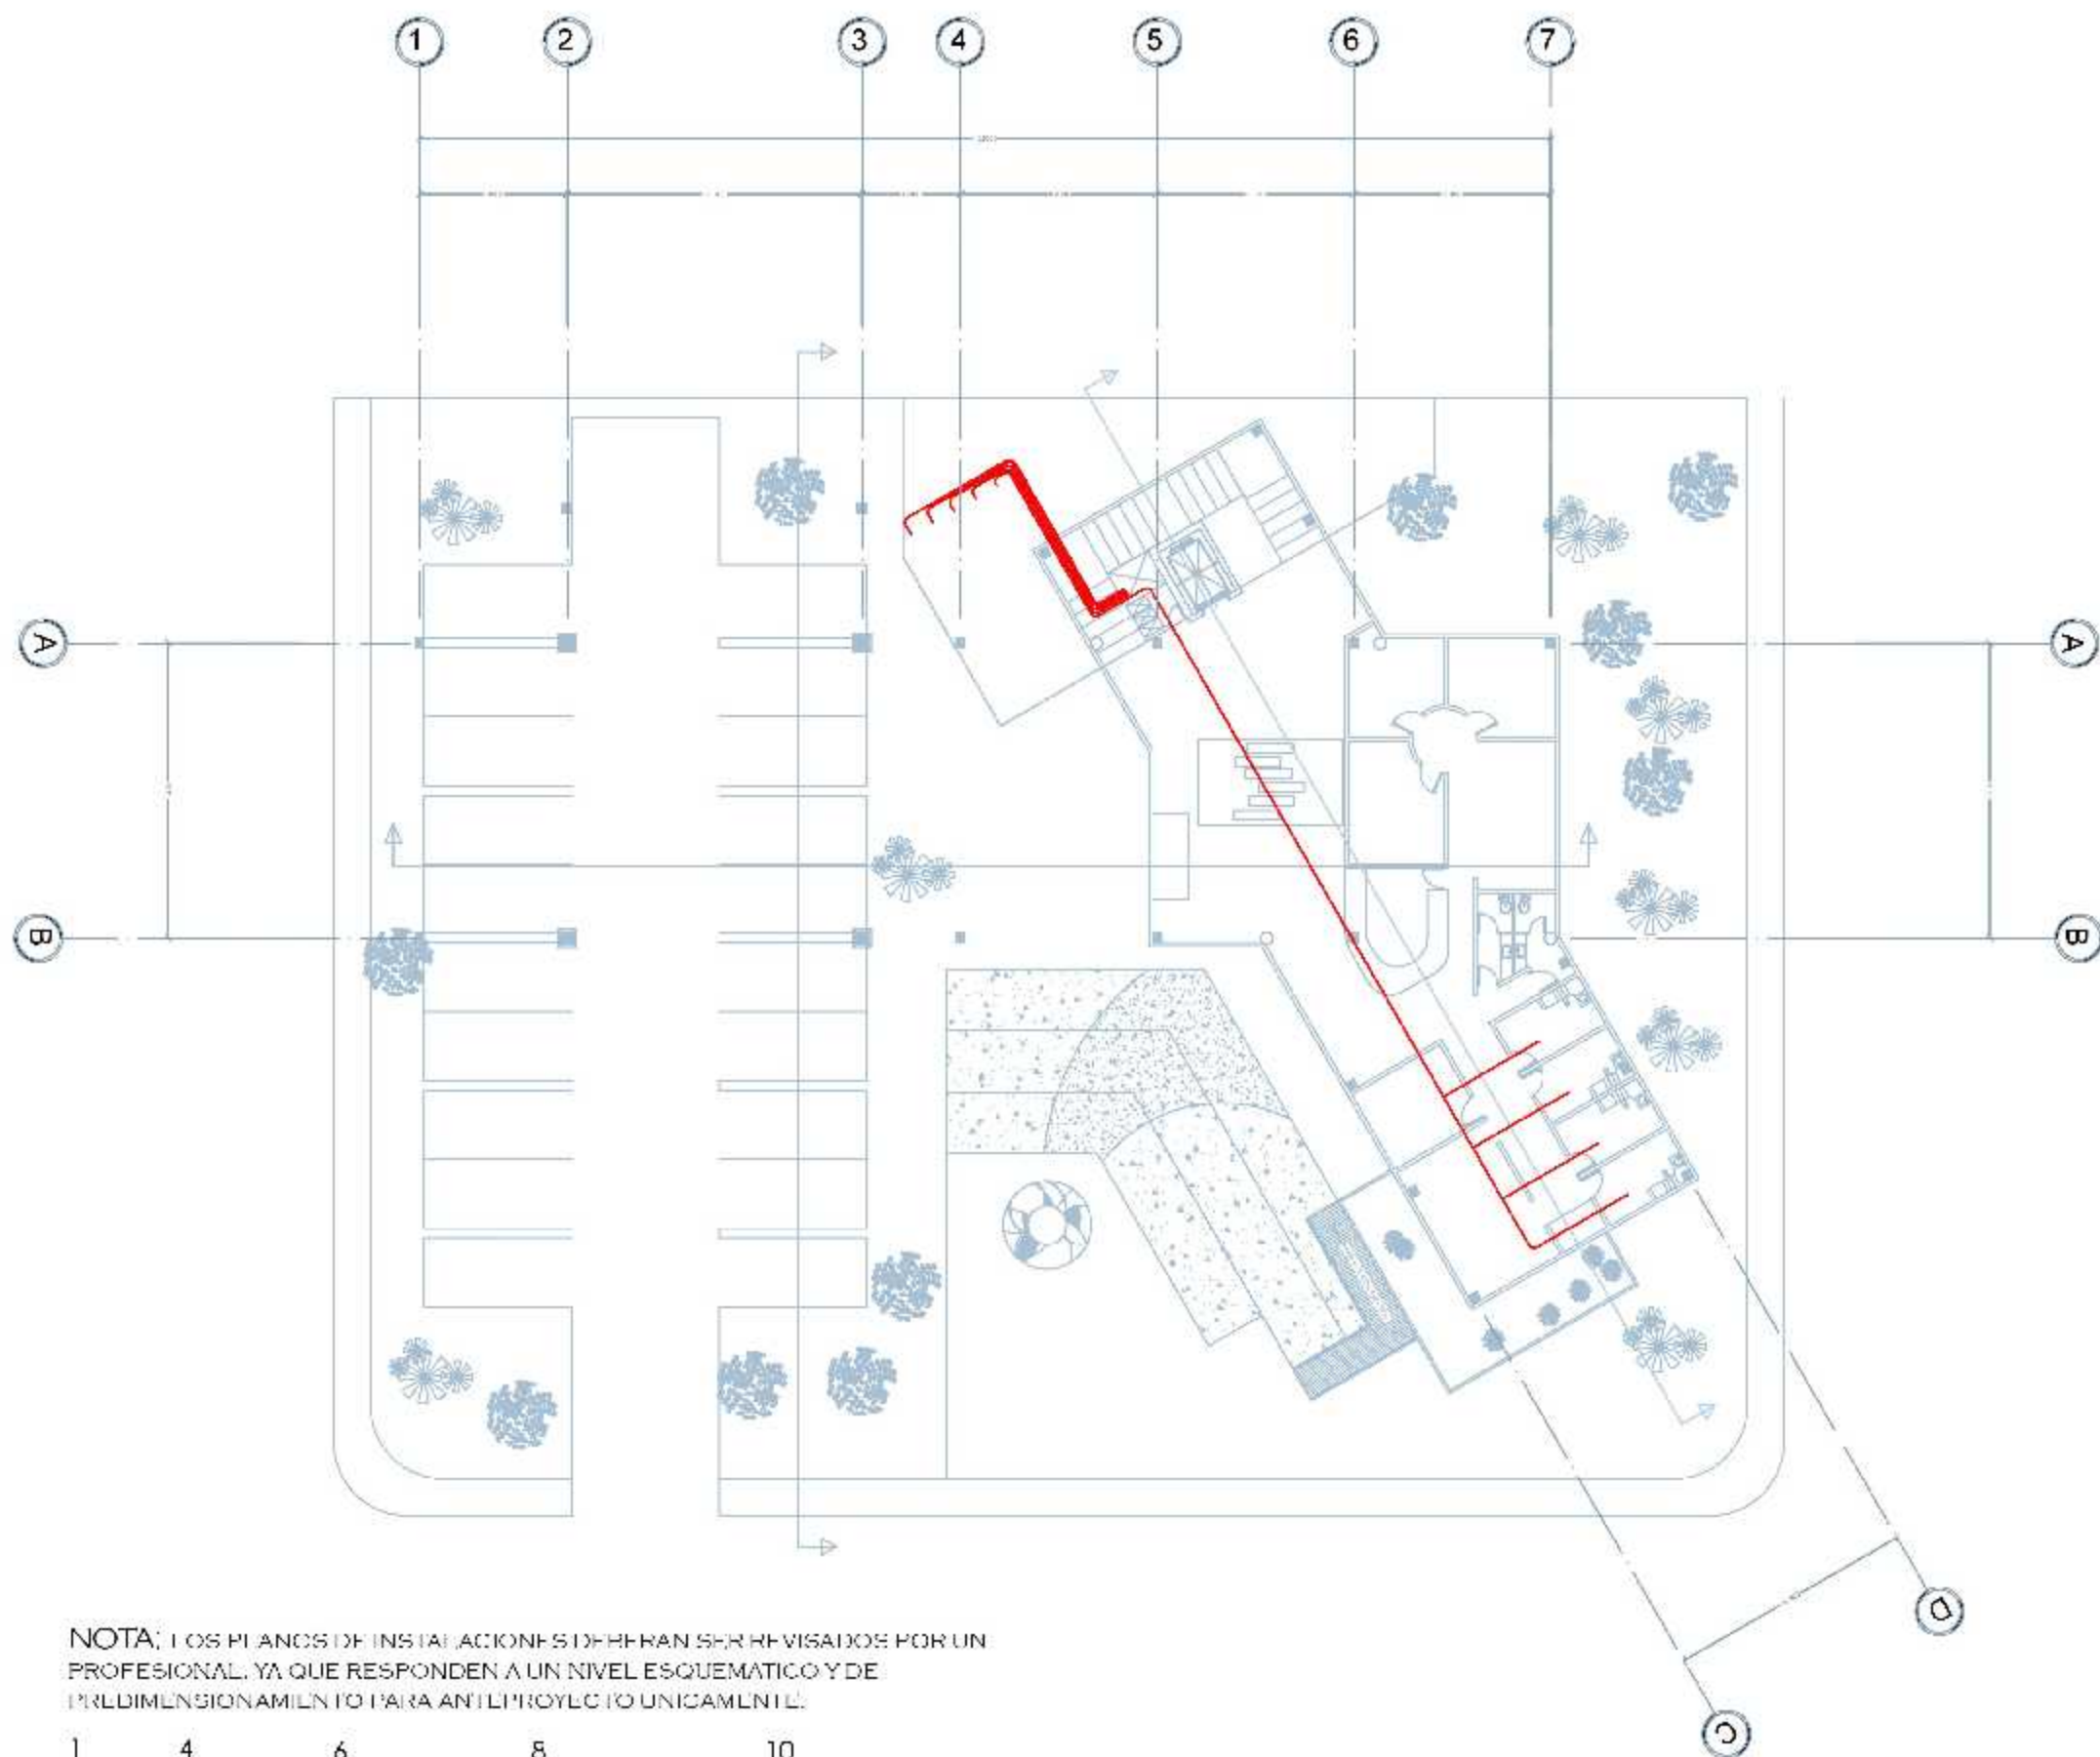 1 2 3 4 5 6 7
A A
B B
D
C
NOTA: LOS PLANOS DE INSTALACIONES DEBERAN SER REVISADOS POR UN
PROFESIONAL, YA QUE RESPONDEN A UN NIVEL ESQUEMATICO Y DE
PREDIMENSIONAMIENTO PARA ANTEPROYECTO UNICAMENTE.
1 4 6 8 10